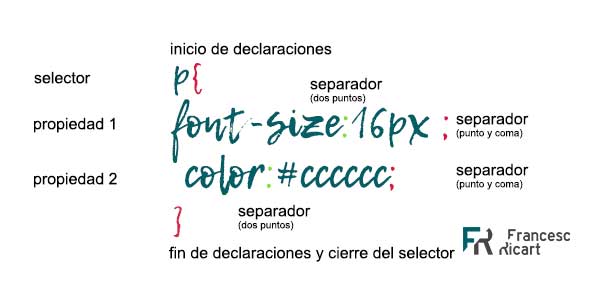 inicio de declaraciones
selector
p{
separador
(dos puntos)
propiedad 1
font-size:16px ;
separador
(punto y coma)
propiedad 2
color:#cccccc;
separador
(punto y coma)
}
separador
(dos puntos)
fin de declaraciones y cierre del selector
FR
Francesc
Ricart